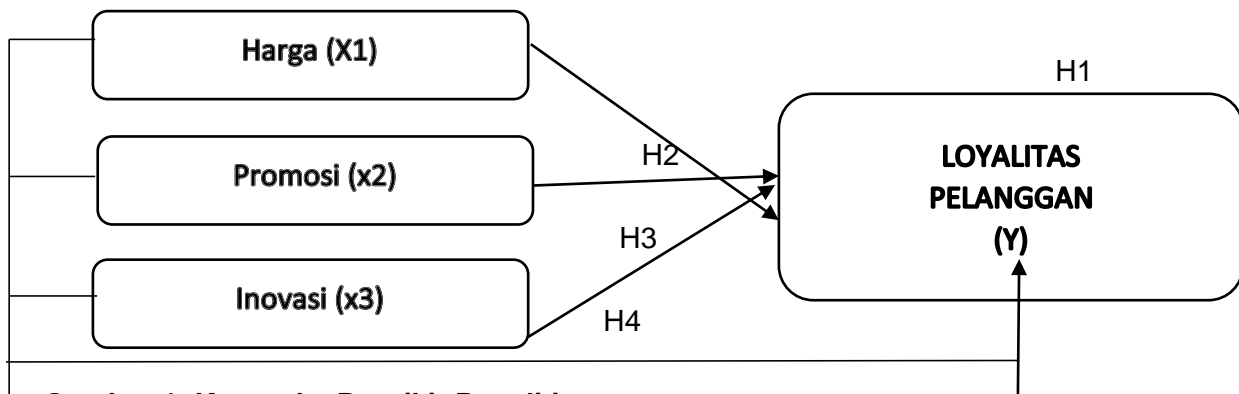 Harga (X1)
H1
Promosi (x2)
H2
LOYALITAS
PELANGGAN
(Y)
H3
Inovasi (x3)
H4